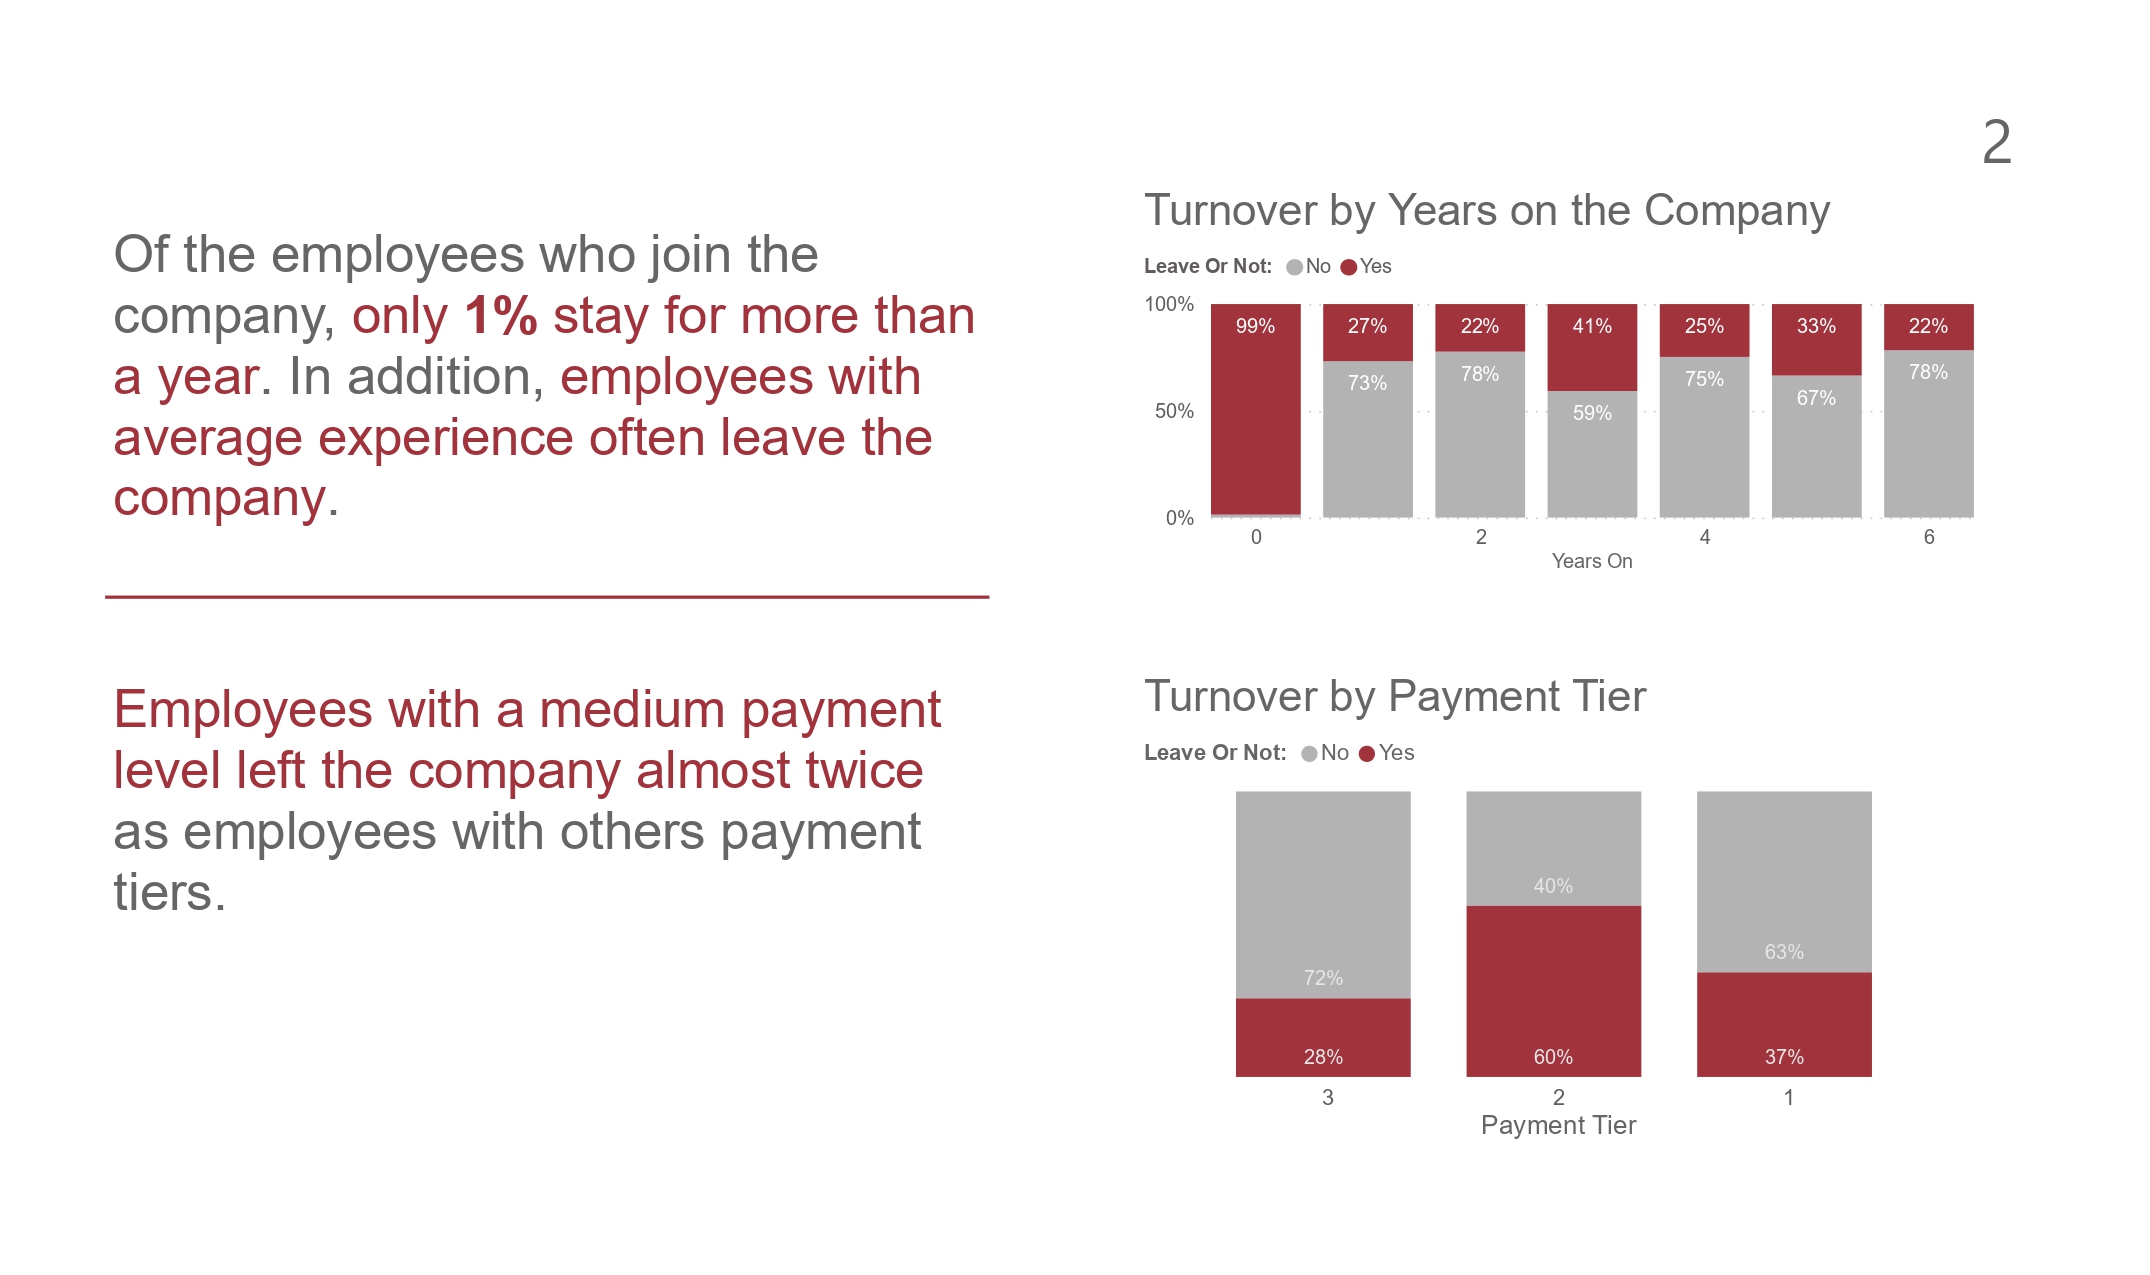 2
Of the employees who join the
company, only 1% stay for more than
a year. In addition, employees with
average experience often leave the
company.
Employees with a medium payment
level left the company almost twice
as employees with others payment
tiers.
Turnover by Years on the Company
Leave Or Not: No Yes
100%
50%
0%
99% 27% 22% 41% 25% 33% 22%
73% 78% 59% 75% 67% 78%
0 2 4 6
Years On
Turnover by Payment Tier
Leave Or Not: No Yes
72% 40% 63%
28% 60% 37%
3 2 1
Payment Tier